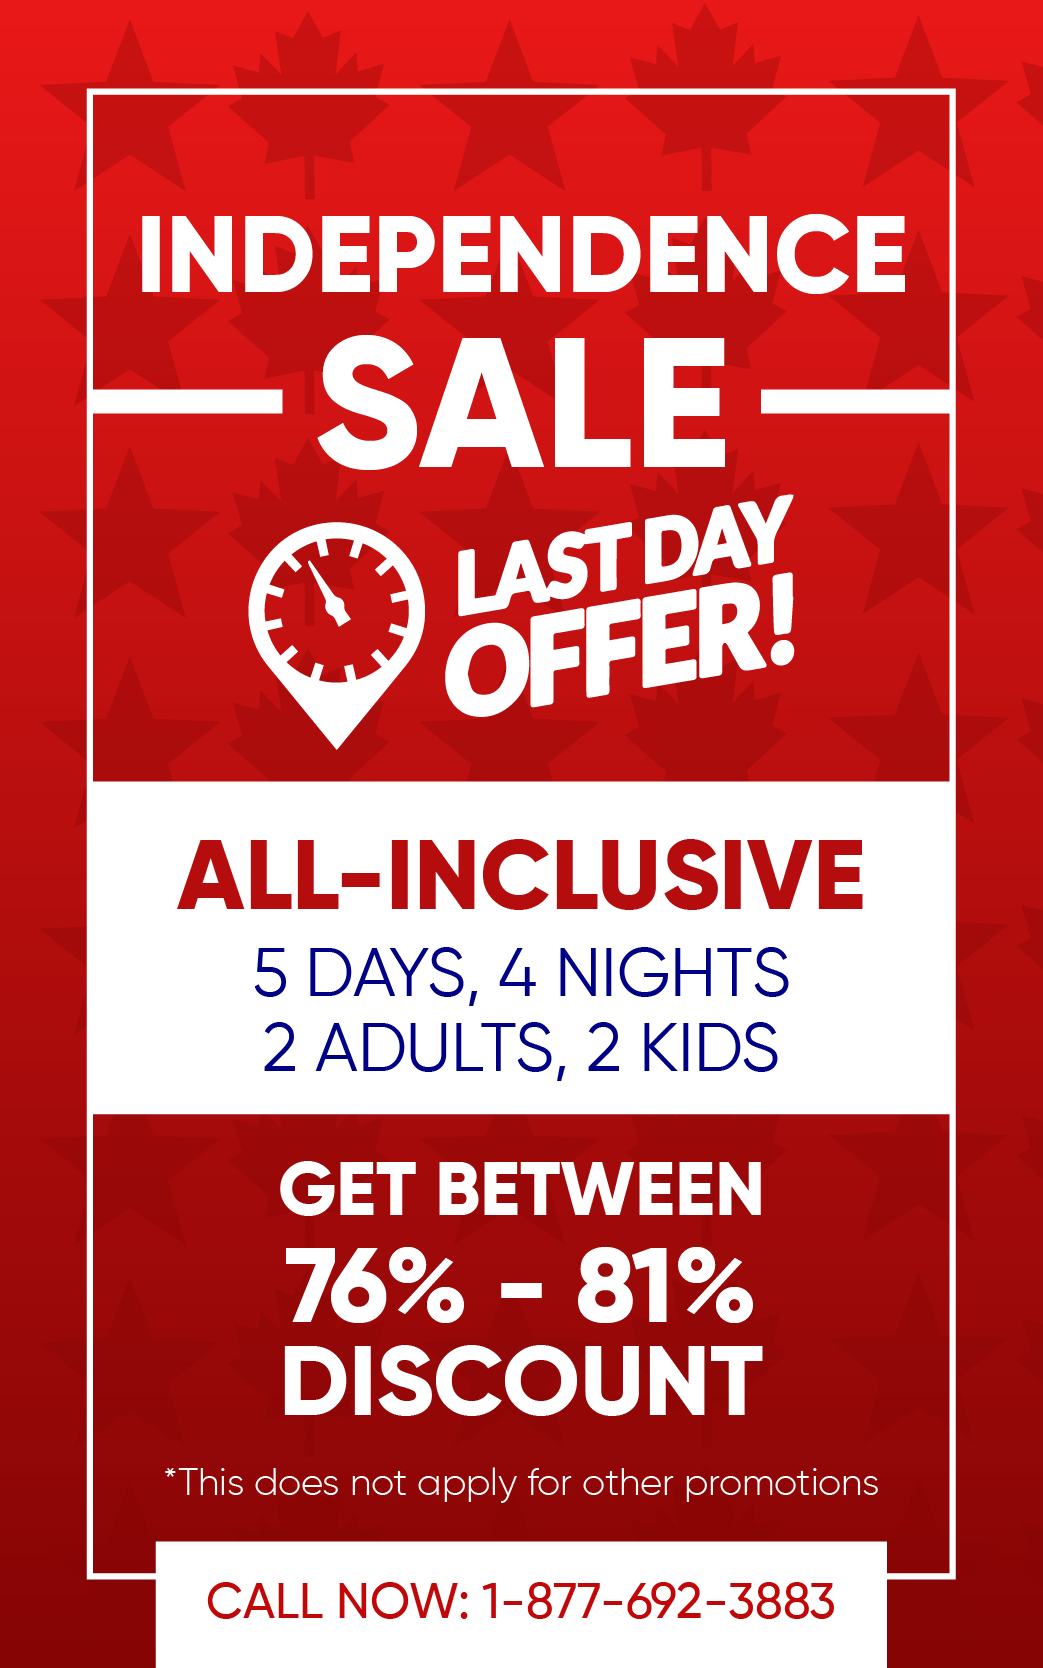 INDEPENDENCE
SALE
LAST DAY
OFFER!
ALL-INCLUSIVE
5 DAYS, 4 NIGHTS
2 ADULTS, 2 KIDS
GET BETWEEN
76% - 81%
DISCOUNT
*This does not apply for other promotions
CALL NOW: 1-877-692-3883